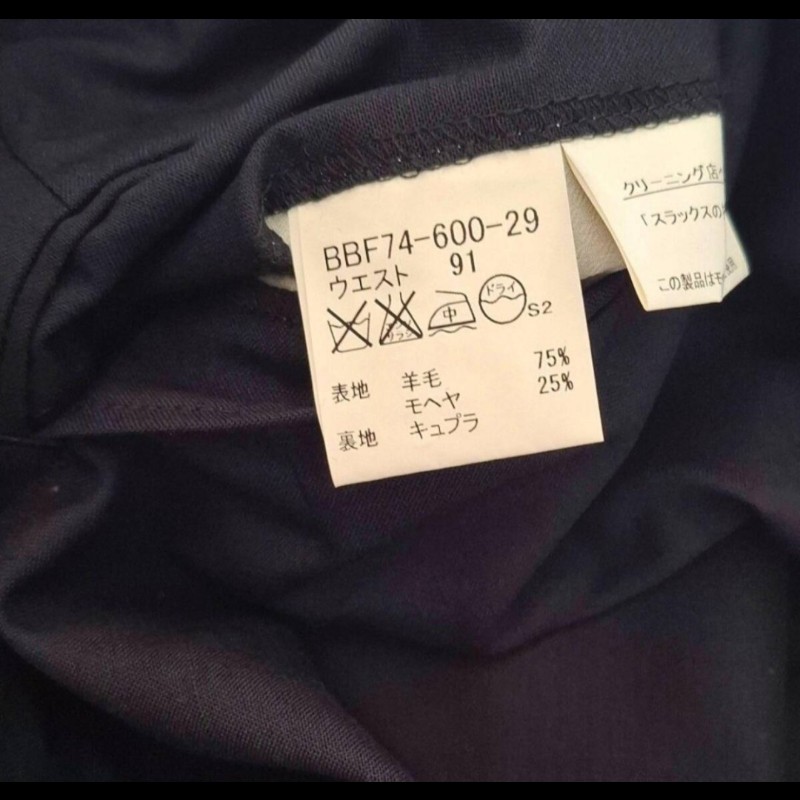 BBF74-600-29
ウエスト 91
中 ドライ S2
表地 羊毛 75%
モヘヤ 25%
裏地 キュプラ
クリーニング店
「スラックスの
この製品はモ